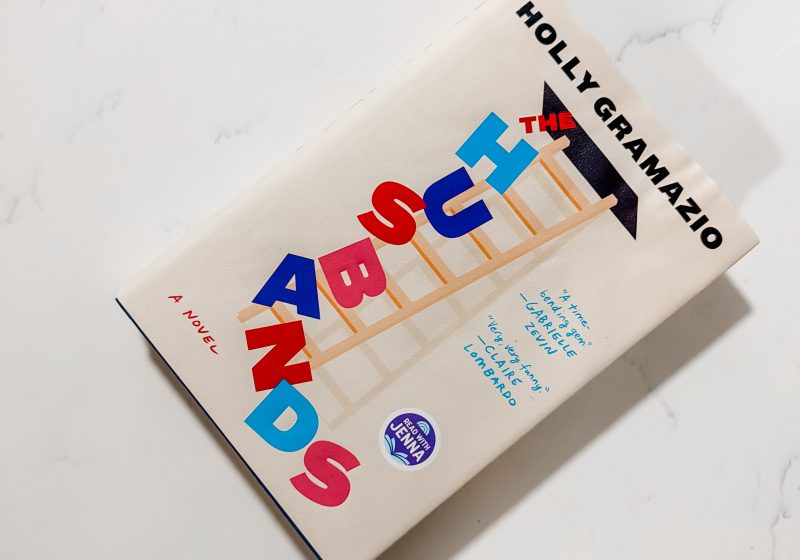 HOLLY GRAMAZIO
THE
HUSBANDS
A NOVEL
"A time-
bending gem."
—GABRIELLE
ZEVIN
"Very, very funny."
—CLAIRE
LOMBARDO
READ WITH
JENNA